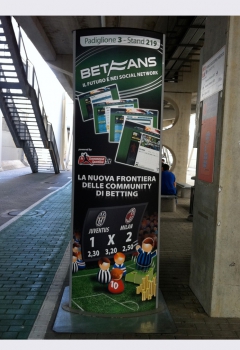 Padiglione 3 - Stand 219
BETFANS
IL FUTURO È NEI SOCIAL NETWORK
LA NUOVA FRONTIERA
DELLE COMMUNITY
DI BETTING
JUVENTUS MILAN
1 X 2
2,30 3,20 2,50
10